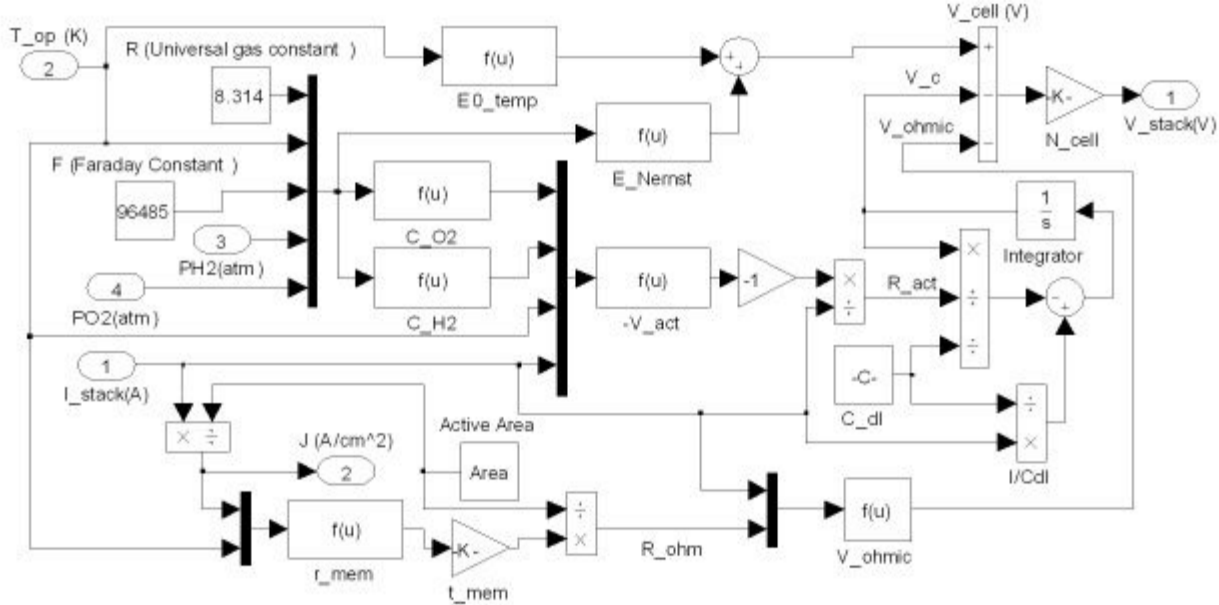 V_cell (V)
T_op (K)
2
R (Universal gas constant )
8.314
f(u)
E0_temp
+
+
+
V_c
−
V_ohmic
−
-K-
N_cell
1
V_stack(V)
F (Faraday Constant )
96485
f(u)
E_Nernst
3
PH2(atm)
4
PO2(atm)
f(u)
C_O2
f(u)
C_H2
f(u)
-V_act
-1
×
÷
R_act
×
÷
÷
1
s
Integrator
−
+
1
I_stack(A)
-C-
C_dl
÷
×
I/Cdl
× ÷
J (A/cm^2)
2
Active Area
Area
f(u)
r_mem
-K-
t_mem
÷
×
R_ohm
f(u)
V_ohmic